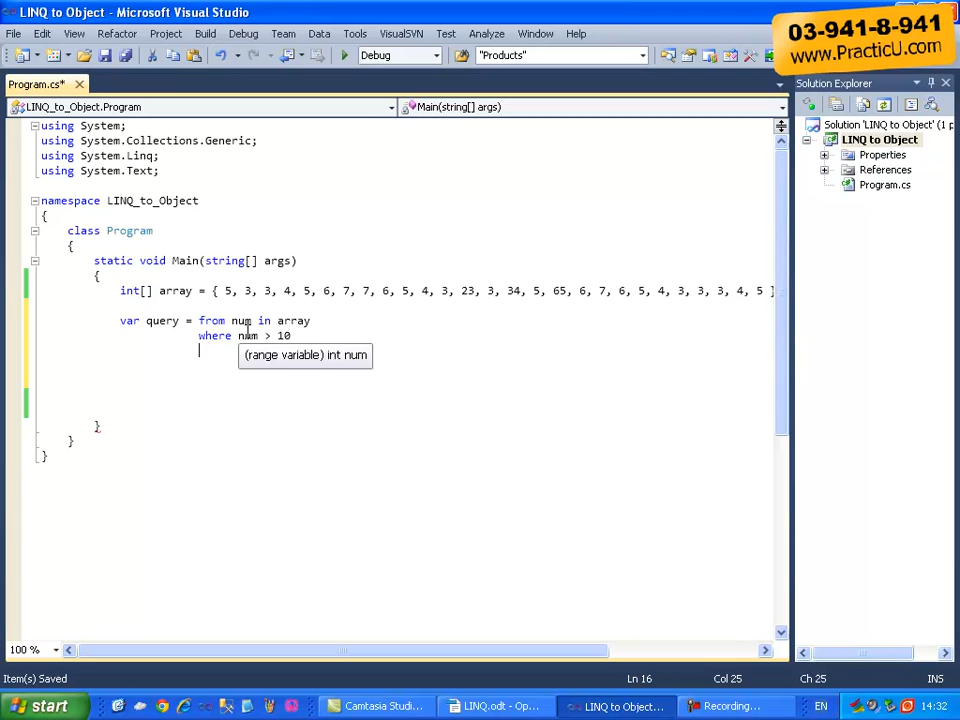 LINQ to Object - Microsoft Visual Studio
03-941-8-941
www.PracticU.com
File Edit View Refactor Project Build Debug Team Data Tools VisualSVN Test Analyze Window Help
Debug "Products"
Program.cs* Solution Explorer
LINQ_to_Object.Program Main(string[] args)
Solution 'LINQ to Object' (1 p
LINQ to Object
Properties
References
Program.cs
using System;
using System.Collections.Generic;
using System.Linq;
using System.Text;
namespace LINQ_to_Object
{
class Program
{
static void Main(string[] args)
{
int[] array = { 5, 3, 3, 4, 5, 6, 7, 7, 6, 5, 4, 3, 23, 3, 34, 5, 65, 6, 7, 6, 5, 4, 3, 3, 3, 4, 5 }
var query = from num in array
where num > 10
(range variable) int num
}
}
}
100 %
Item(s) Saved Ln 16 Col 25 Ch 25 INS
start Camtasia Studi... LINQ.odt - Op... LINQ to Object... Recording... EN 14:32